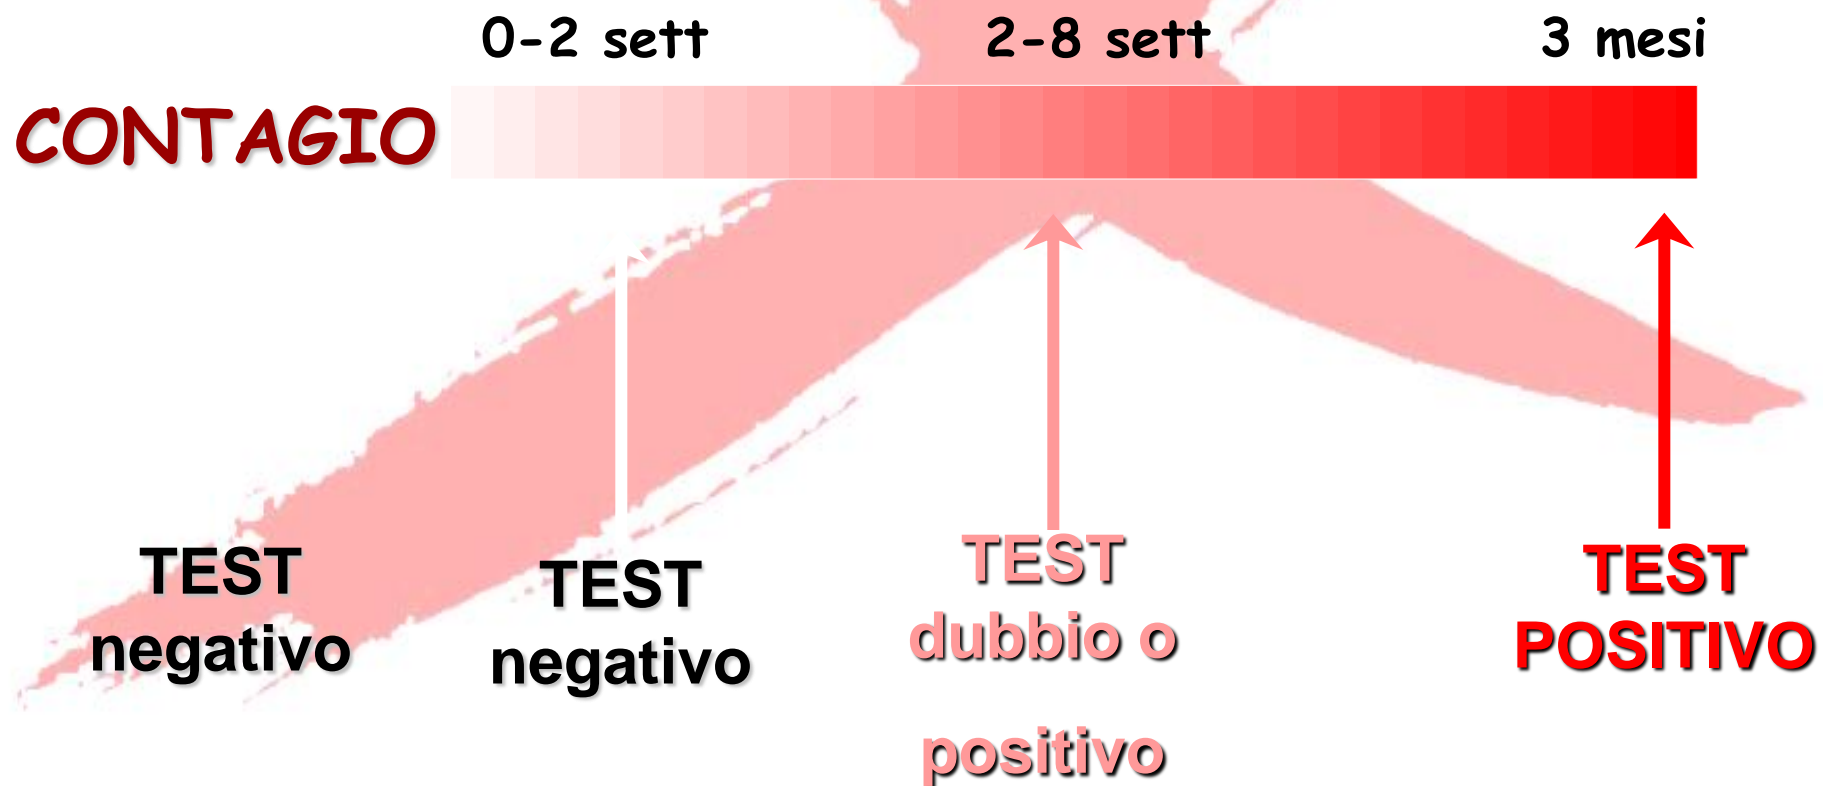 0-2 sett
2-8 sett
3 mesi
CONTAGIO
TEST
negativo
TEST
negativo
TEST
dubbio o
positivo
TEST
POSITIVO